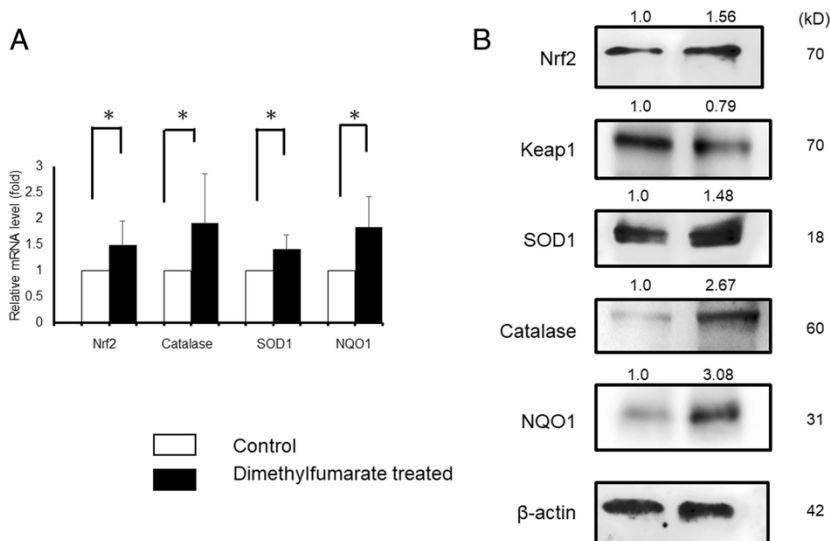 A
* * * *
Relative mRNA level (fold)
3
2.5
2
1.5
1
0.5
0
Nrf2 Catalase SOD1 NQO1
Control
Dimethylfumarate treated
B
(kD)
1.0 1.56
Nrf2 70
1.0 0.79
Keap1 70
1.0 1.48
SOD1 18
1.0 2.67
Catalase 60
1.0 3.08
NQO1 31
β-actin 42